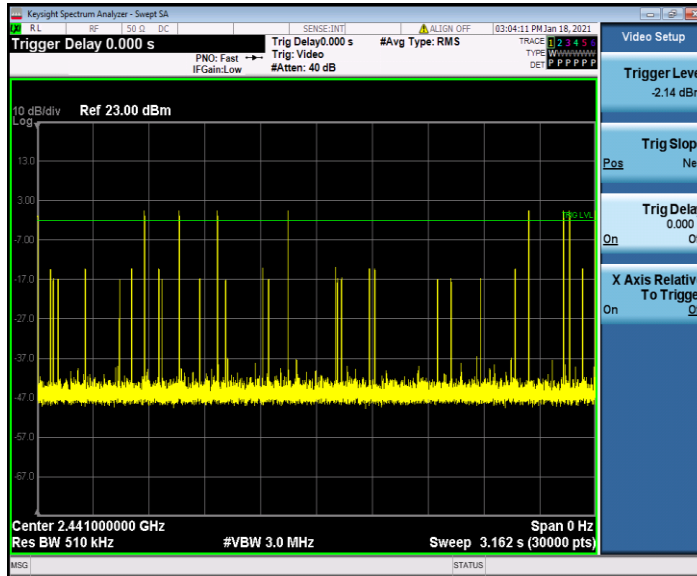 Keysight Spectrum Analyzer - Swept SA
LXI RL RF 50 Ω DC SENSE:INT ALIGN OFF 03:04:11 PM Jan 18, 2021
Trigger Delay 0.000 s
Trig Delay0.000 s #Avg Type: RMS
TRACE 1 2 3 4 5 6
PNO: Fast Trig: Video
TYPE WWWWWW
IFGain:Low #Atten: 40 dB
DET P P P P P P
10 dB/div Ref 23.00 dBm
Log
13.0
3.00
TRIG LVL
-7.00
-17.0
-27.0
-37.0
-47.0
-57.0
-67.0
Center 2.441000000 GHz Span 0 Hz
Res BW 510 kHz #VBW 3.0 MHz Sweep 3.162 s (30000 pts)
MSG STATUS
Video Setup
Trigger Leve
-2.14 dBm
Trig Slop
Pos Ne
Trig Dela
0.000
On O
X Axis Relativ
To Trigge
On O